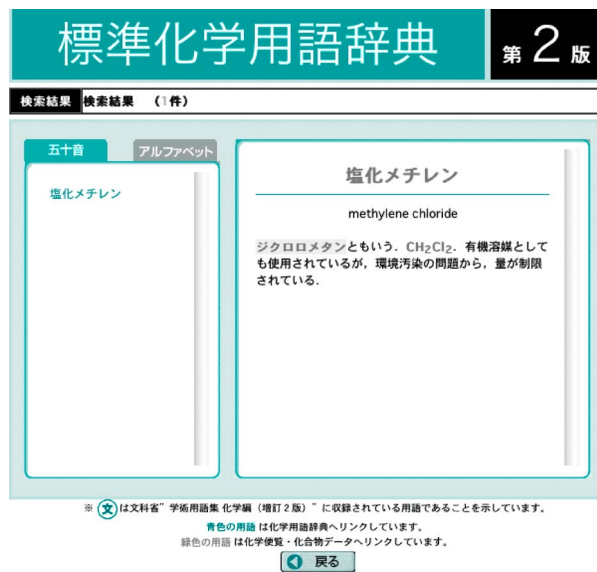 標準化学用語辞典
第2版
検索結果 検索結果 (1件)
五十音 アルファベット
塩化メチレン
塩化メチレン
methylene chloride
ジクロロメタンともいう．CH₂Cl₂．有機溶媒として
も使用されているが，環境汚染の問題から，量が制限
されている．
※ 文 は文科省"学術用語集 化学編（増訂2版）"に収録されている用語であることを示しています。
青色の用語 は化学用語辞典へリンクしています。
緑色の用語 は化学便覧・化合物データへリンクしています。
戻る